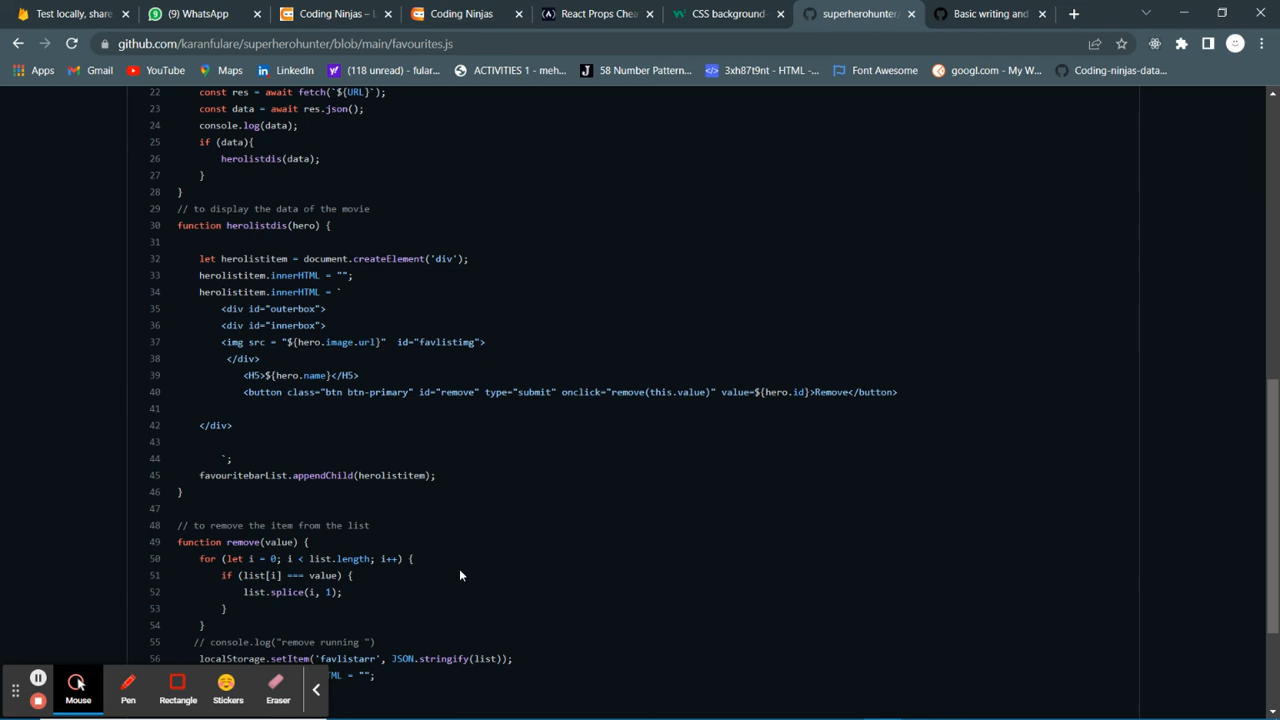 Test locally, share
(9) WhatsApp
Coding Ninjas – L
Coding Ninjas
React Props Chea
CSS background-
superherohunter/
Basic writing and
github.com/karanfulare/superherohunter/blob/main/favourites.js
Apps
Gmail
YouTube
Maps
LinkedIn
(118 unread) - fular...
ACTIVITIES 1 - meh...
58 Number Pattern...
3xh87t9nt - HTML -...
Font Awesome
googl.com - My W...
Coding-ninjas-data...
22 const res = await fetch(`${URL}`);
23 const data = await res.json();
24 console.log(data);
25 if (data){
26 herolistdis(data);
27 }
28 }
29 // to display the data of the movie
30 function herolistdis(hero) {
31
32 let herolistitem = document.createElement('div');
33 herolistitem.innerHTML = "";
34 herolistitem.innerHTML = `
35 <div id="outerbox">
36 <div id="innerbox">
37 <img src = "${hero.image.url}" id="favlistimg">
38 </div>
39 <H5>${hero.name}</H5>
40 <button class="btn btn-primary" id="remove" type="submit" onclick="remove(this.value)" value=${hero.id}>Remove</button>
41
42 </div>
43
44 `;
45 favouritebarList.appendChild(herolistitem);
46 }
47
48 // to remove the item from the list
49 function remove(value) {
50 for (let i = 0; i < list.length; i++) {
51 if (list[i] === value) {
52 list.splice(i, 1);
53 }
54 }
55 // console.log("remove running ")
56 localStorage.setItem('favlistarr', JSON.stringify(list));
TML = "";
Mouse
Pen
Rectangle
Stickers
Eraser